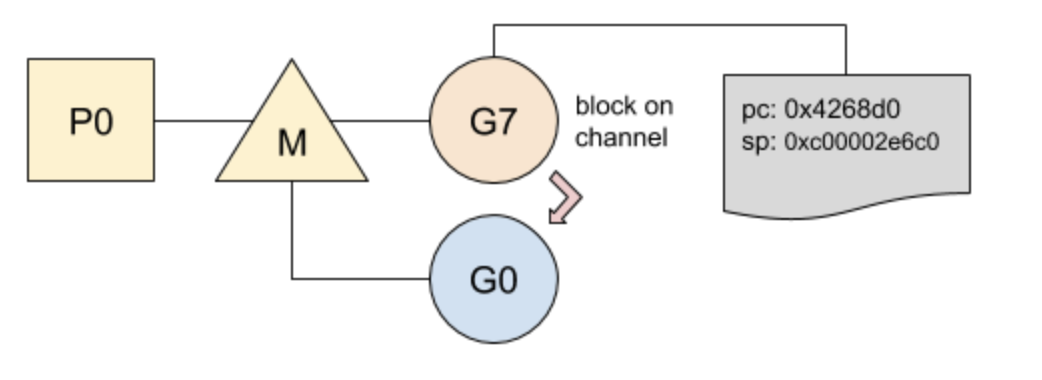 P0
M
G7
block on
channel
pc: 0x4268d0
sp: 0xc00002e6c0
G0